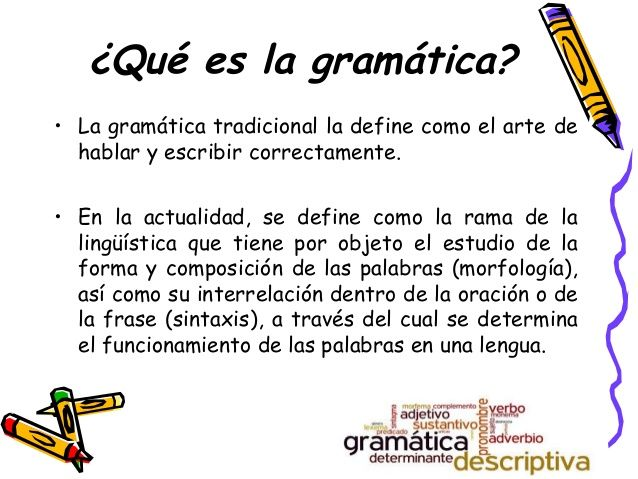 ¿Qué es la gramática?
• La gramática tradicional la define como el arte de
hablar y escribir correctamente.
• En la actualidad, se define como la rama de la
lingüística que tiene por objeto el estudio de la
forma y composición de las palabras (morfología),
así como su interrelación dentro de la oración o de
la frase (sintaxis), a través del cual se determina
el funcionamiento de las palabras en una lengua.
morfema complemento
sintagma
adjetivo
verbo
lexema
sustantivo
pronombre
predicado
adverbio
gramática
determinante
descriptiva